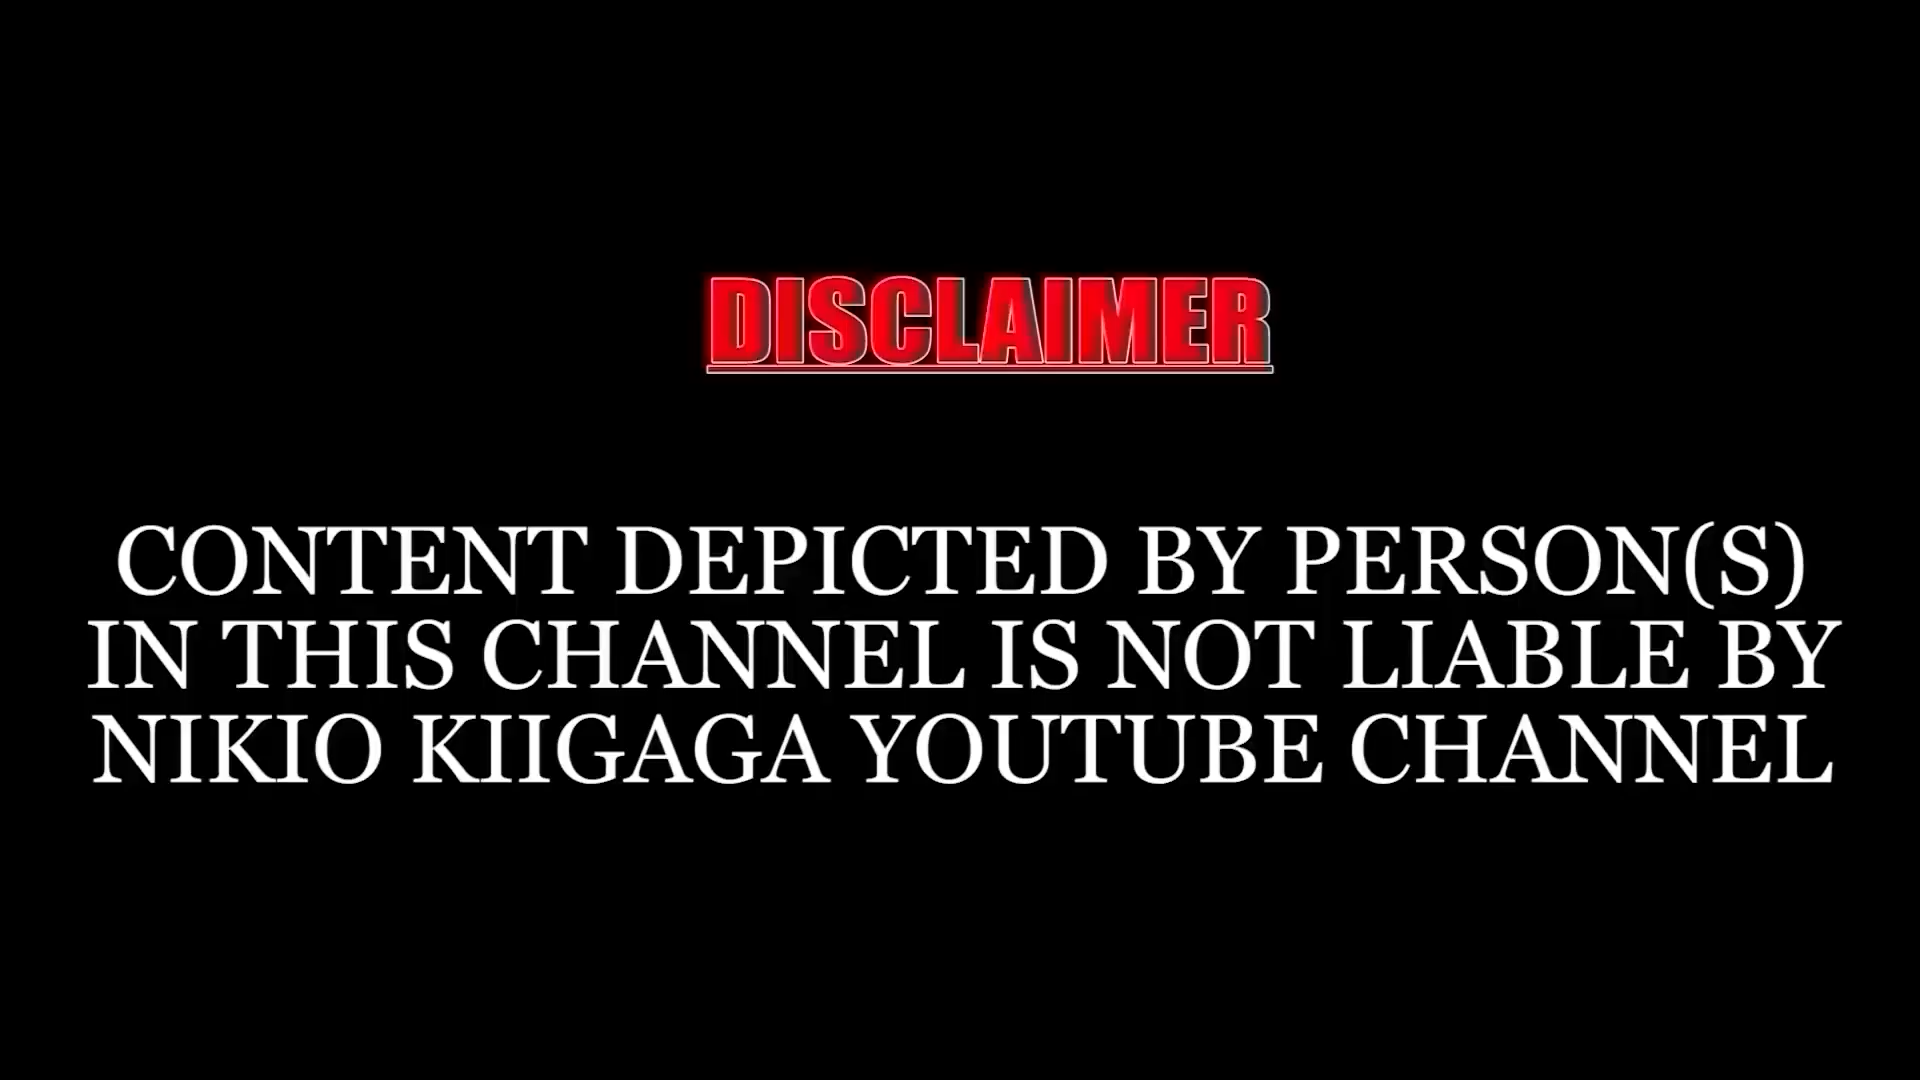 DISCLAIMER
CONTENT DEPICTED BY PERSON(S)
IN THIS CHANNEL IS NOT LIABLE BY
NIKIO KIIGAGA YOUTUBE CHANNEL